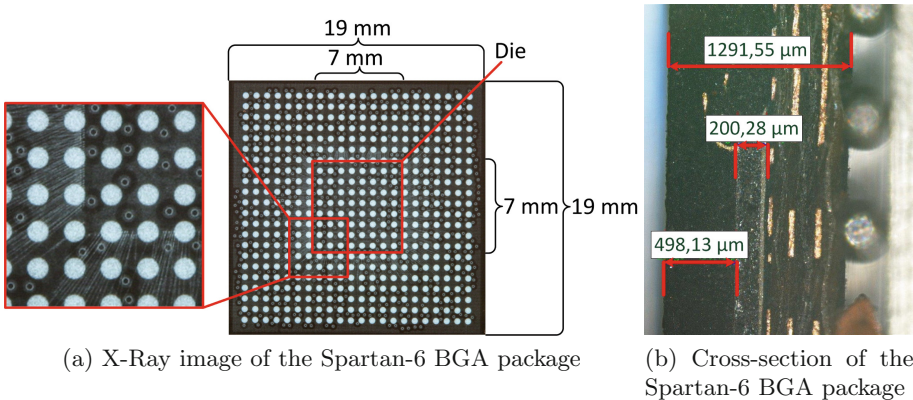 19 mm
7 mm
Die
7 mm
19 mm
1291,55 µm
200,28 µm
498,13 µm
(a) X-Ray image of the Spartan-6 BGA package
(b) Cross-section of the
Spartan-6 BGA package